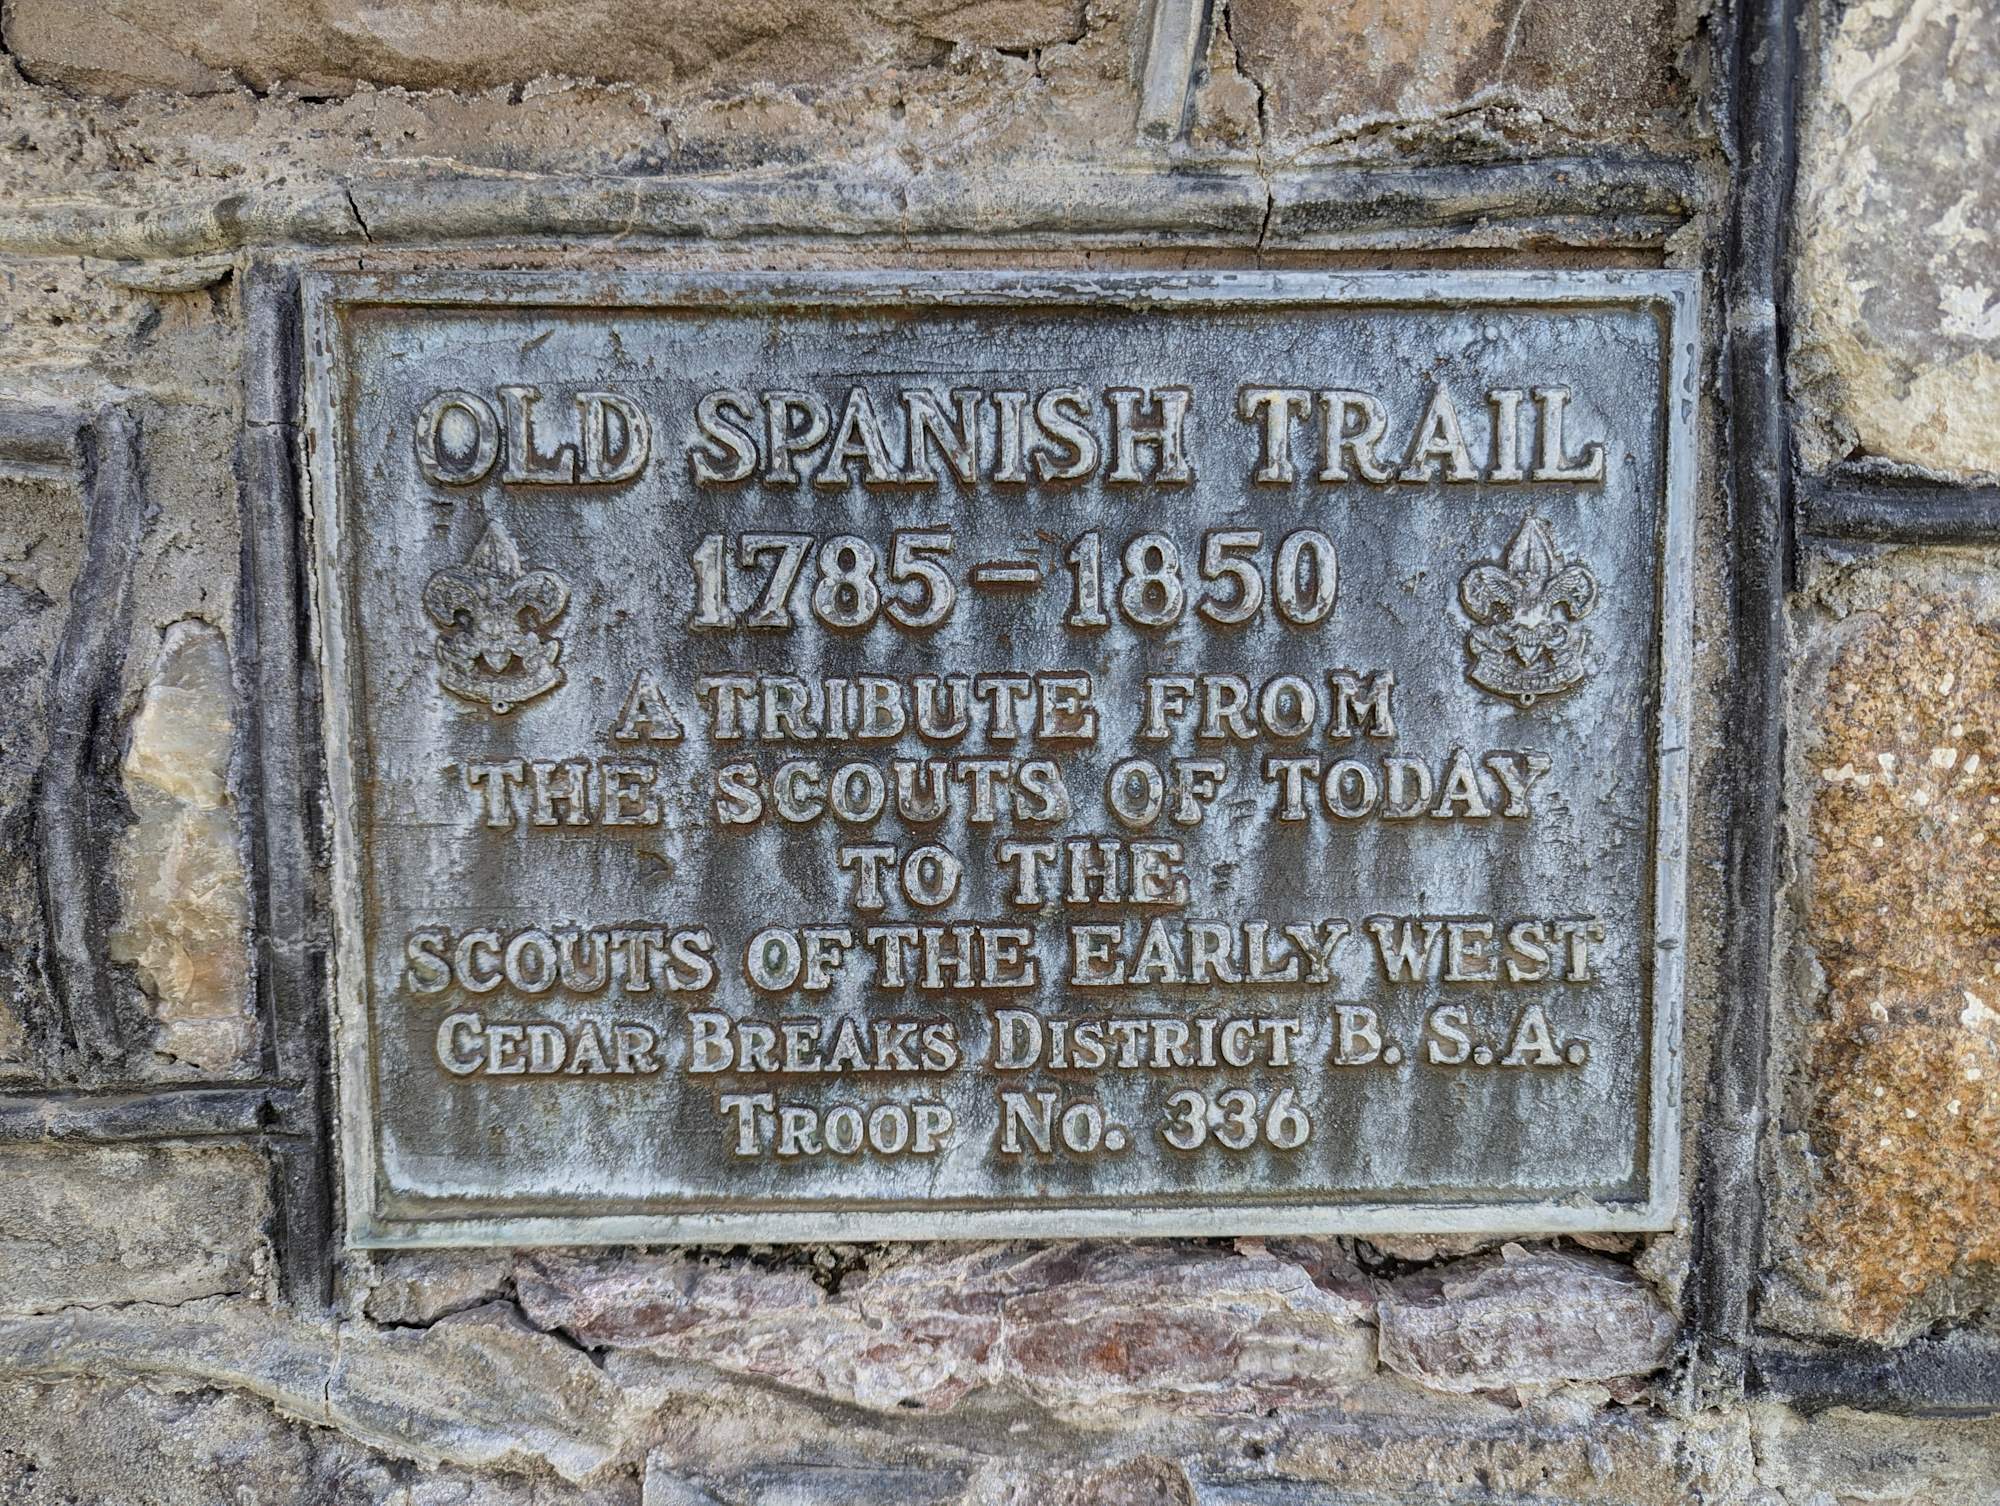 OLD SPANISH TRAIL
1785-1850
A TRIBUTE FROM
THE SCOUTS OF TODAY
TO THE
SCOUTS OF THE EARLY WEST
CEDAR BREAKS DISTRICT B.S.A.
TROOP NO. 336